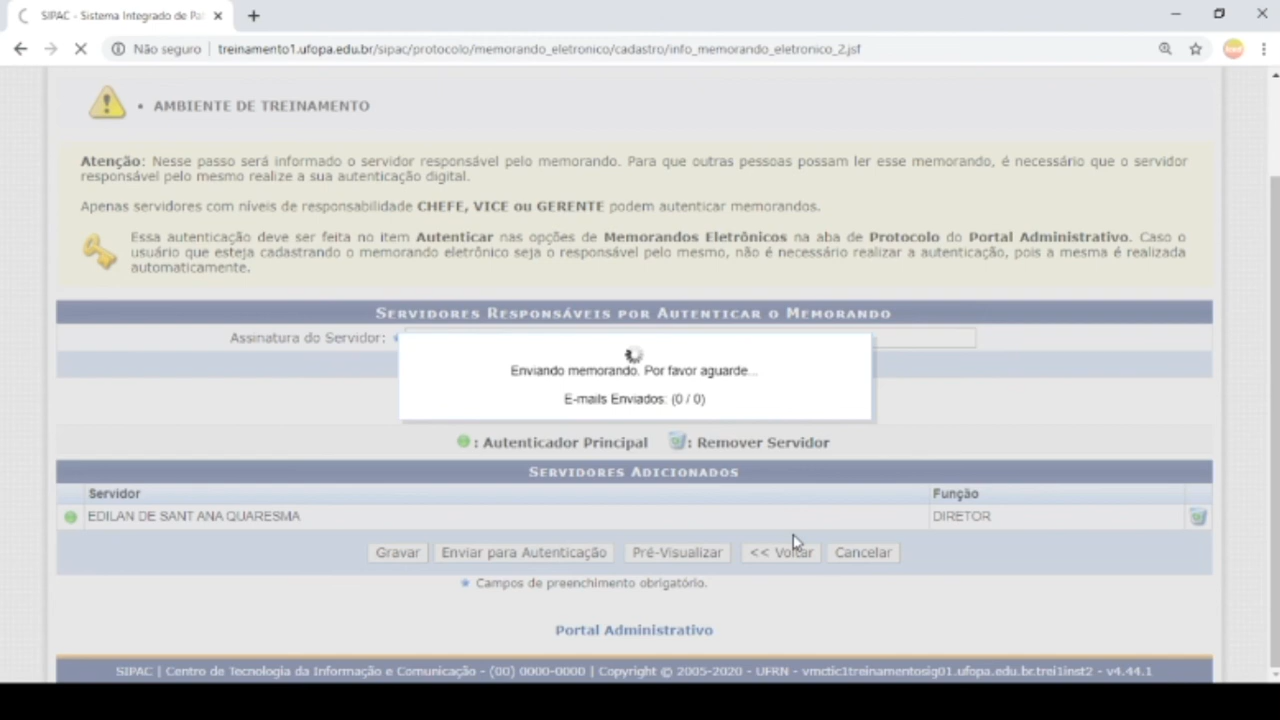 SIPAC - Sistema Integrado de Pa
Não seguro | treinamento1.ufopa.edu.br/sipac/protocolo/memorando_eletronico/cadastro/info_memorando_eletronico_2.jsf
• AMBIENTE DE TREINAMENTO
Atenção: Nesse passo será informado o servidor responsável pelo memorando. Para que outras pessoas possam ler esse memorando, é necessário que o servidor
responsável pelo mesmo realize a sua autenticação digital.
Apenas servidores com níveis de responsabilidade CHEFE, VICE ou GERENTE podem autenticar memorandos.
Essa autenticação deve ser feita no item Autenticar nas opções de Memorandos Eletrônicos na aba de Protocolo do Portal Administrativo. Caso o
usuário que esteja cadastrando o memorando eletrônico seja o responsável pelo mesmo, não é necessário realizar a autenticação, pois a mesma é realizada
automaticamente.
SERVIDORES RESPONSÁVEIS POR AUTENTICAR O MEMORANDO
Assinatura do Servidor:
Enviando memorando. Por favor aguarde...
E-mails Enviados: (0 / 0)
: Autenticador Principal : Remover Servidor
SERVIDORES ADICIONADOS
Servidor Função
EDILAN DE SANT ANA QUARESMA DIRETOR
Gravar Enviar para Autenticação Pré-Visualizar << Voltar Cancelar
Campos de preenchimento obrigatório.
Portal Administrativo
SIPAC | Centro de Tecnologia da Informação e Comunicação - (00) 0000-0000 | Copyright © 2005-2020 - UFRN - vmctic1treinamentosig01.ufopa.edu.br.trei1inst2 - v4.44.1